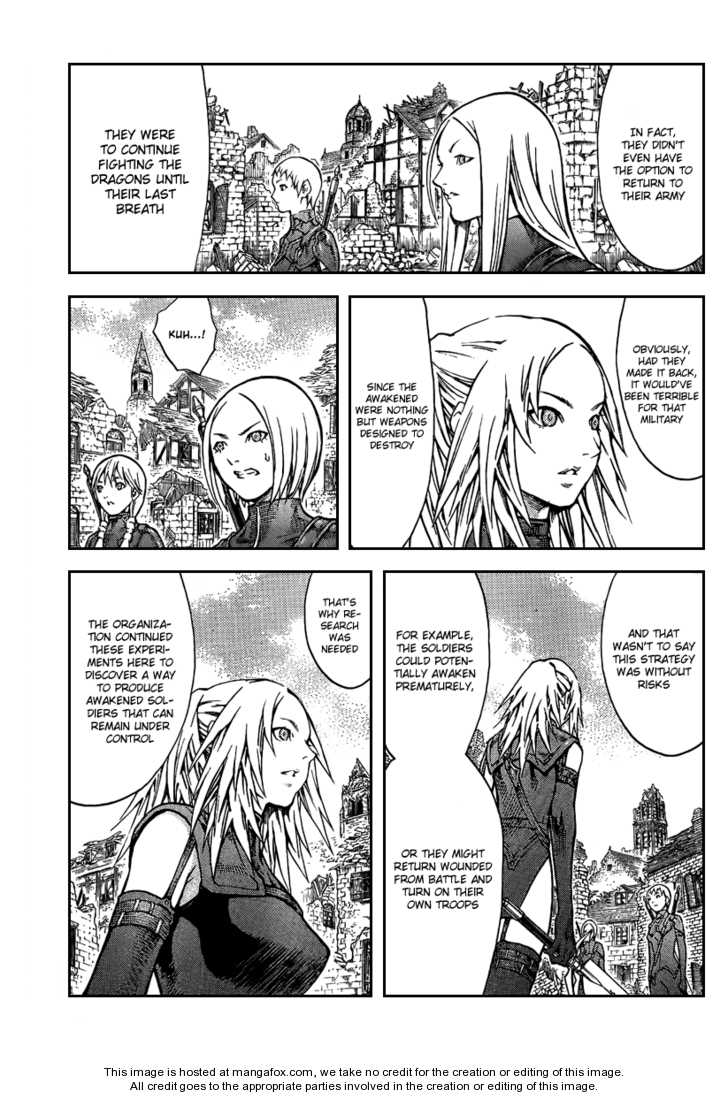 IN FACT,
THEY DIDN'T
EVEN HAVE
THE OPTION TO
RETURN TO
THEIR ARMY
THEY WERE
TO CONTINUE
FIGHTING THE
DRAGONS UNTIL
THEIR LAST
BREATH
OBVIOUSLY,
HAD THEY
MADE IT BACK,
IT WOULD'VE
BEEN TERRIBLE
FOR THAT
MILITARY
SINCE THE
AWAKENED
WERE NOTHING
BUT WEAPONS
DESIGNED TO
DESTROY
KUH...!
AND THAT
WASN'T TO SAY
THIS STRATEGY
WAS WITHOUT
RISKS
FOR EXAMPLE,
THE SOLDIERS
COULD POTEN-
TIALLY AWAKEN
PREMATURELY,
OR THEY MIGHT
RETURN WOUNDED
FROM BATTLE AND
TURN ON THEIR
OWN TROOPS
THAT'S
WHY RE-
SEARCH
WAS
NEEDED
THE ORGANIZA-
TION CONTINUED
THESE EXPERI-
MENTS HERE TO
DISCOVER A WAY
TO PRODUCE
AWAKENED SOL-
DIERS THAT CAN
REMAIN UNDER
CONTROL
This image is hosted at mangafox.com, we take no credit for the creation or editing of this image.
All credit goes to the appropriate parties involved in the creation or editing of this image.